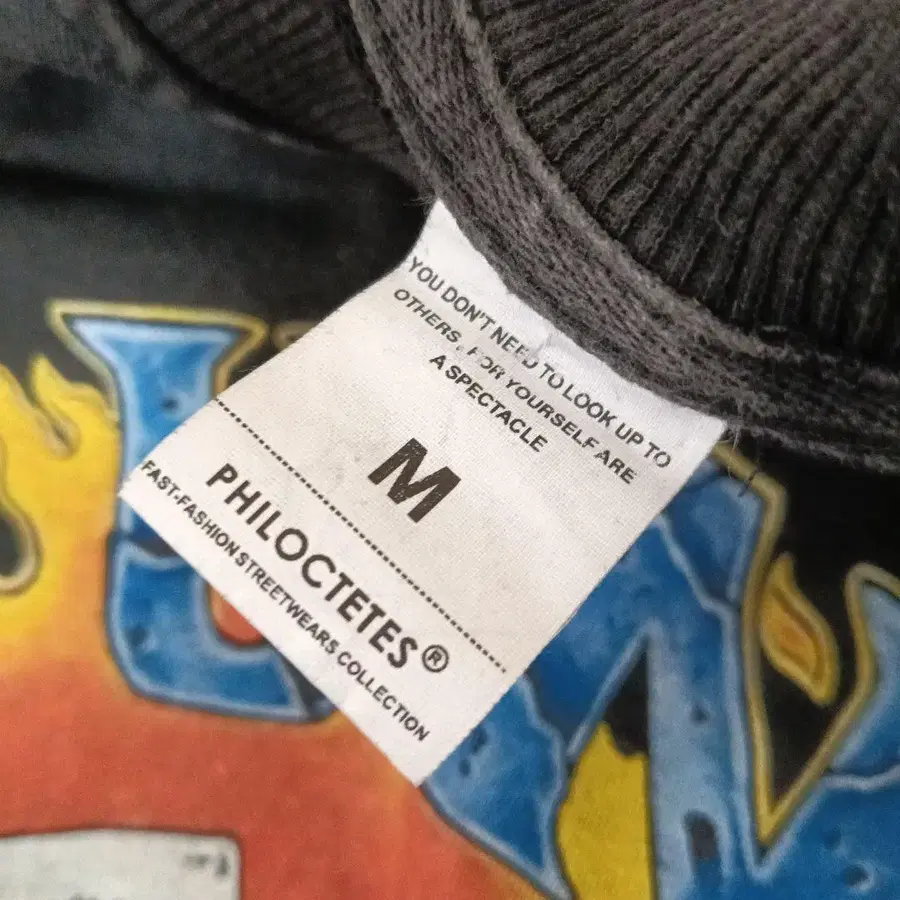 YOU DON'T NEED TO LOOK UP TO
OTHERS, FOR YOURSELF ARE
A SPECTACLE
M
PHILOCTETES®
FAST-FASHION STREETWEARS COLLECTION